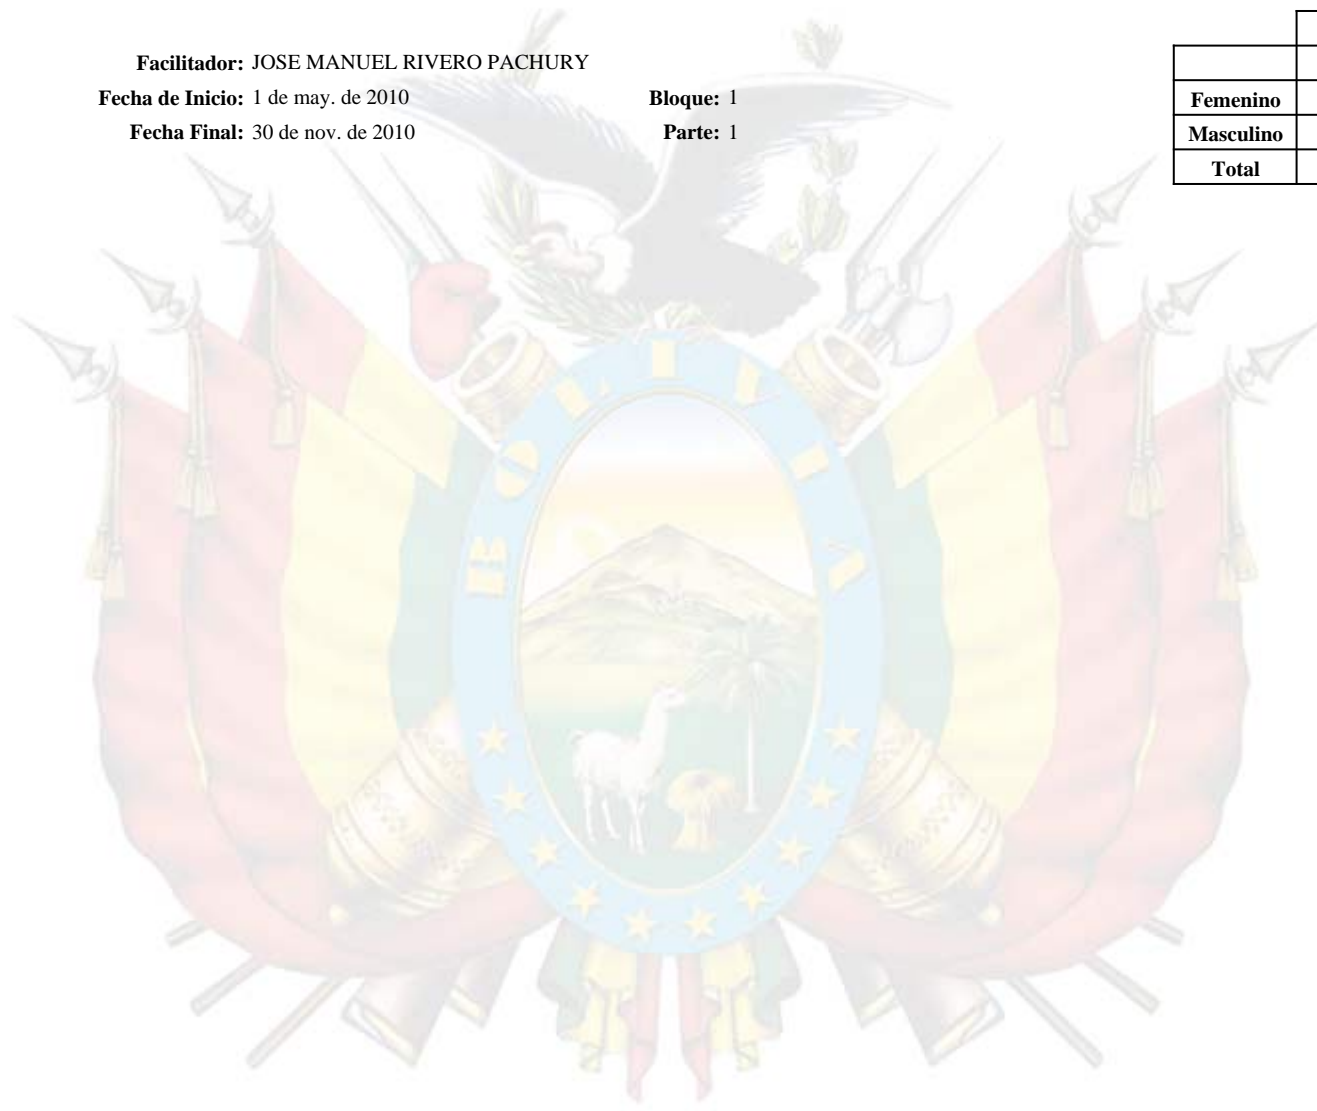 Facilitador: JOSE MANUEL RIVERO PACHURY
Fecha de Inicio: 1 de may. de 2010 Bloque: 1
Fecha Final: 30 de nov. de 2010 Parte: 1
Femenino
Masculino
Total
BOLIVIA